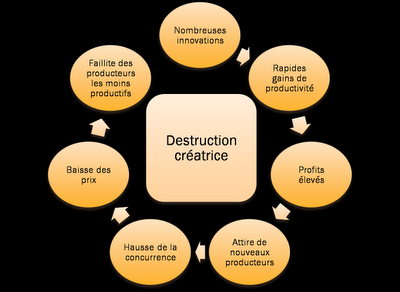 Nombreuses
innovations
Rapides
gains de
productivité
Profits
élevés
Attire de
nouveaux
producteurs
Hausse de la
concurrence
Baisse des
prix
Faillite des
producteurs
les moins
productifs
Destruction
créatrice